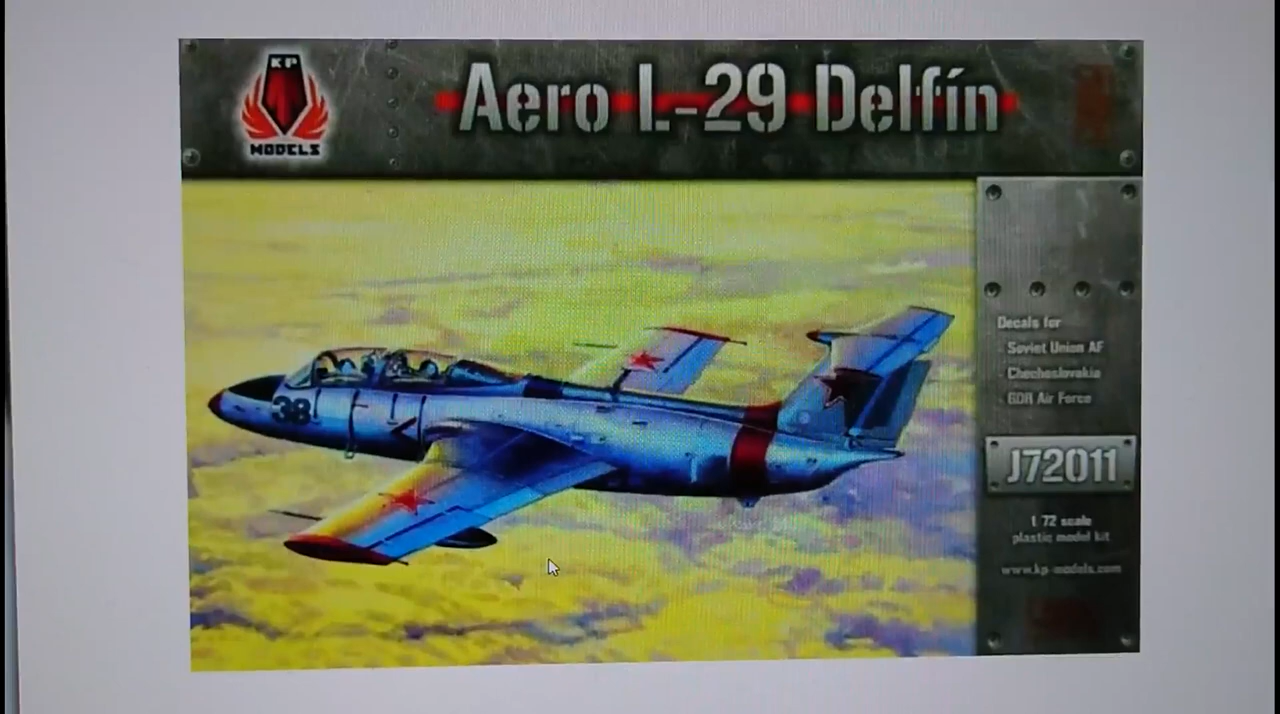 KP
MODELS
Aero L-29 Delfín
38
Decals for
Soviet Union AF
Chechoslovakia
GDR Air Force
J72011
1/72 scale
plastic model kit
www.kp-models.com